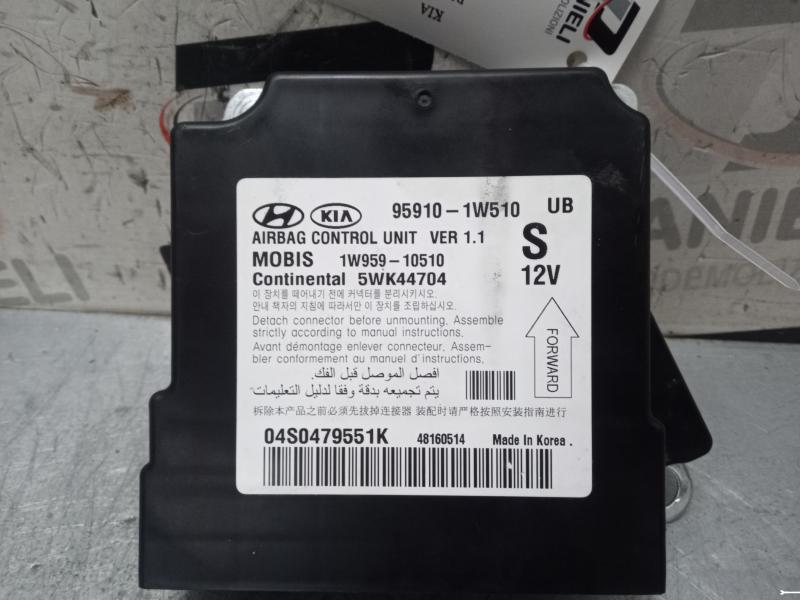 KIA
NIELI
SOLUZIONI
KIA
95910-1W510 UB
AIRBAG CONTROL UNIT VER 1.1
S
MOBIS 1W959-10510
12V
Continental 5WK44704
이 장치를 떼어내기 전에 커넥터를 분리시키시오.
안내 책자의 지침에 따라서만 이 장치를 조립하십시오.
Detach connector before unmounting. Assemble
strictly according to manual instructions.
Avant démontage enlever connecteur, Assem-
bler conformement au manuel d'instructions.
FORWARD
افصل الموصل قبل الفك.
يتم تجميعه بدقة وفقا لدليل التعليمات
拆除本产品之前必须先拔掉连接器 装配时请严格按照安装指南进行
04S0479551K 48160514 Made In Korea .